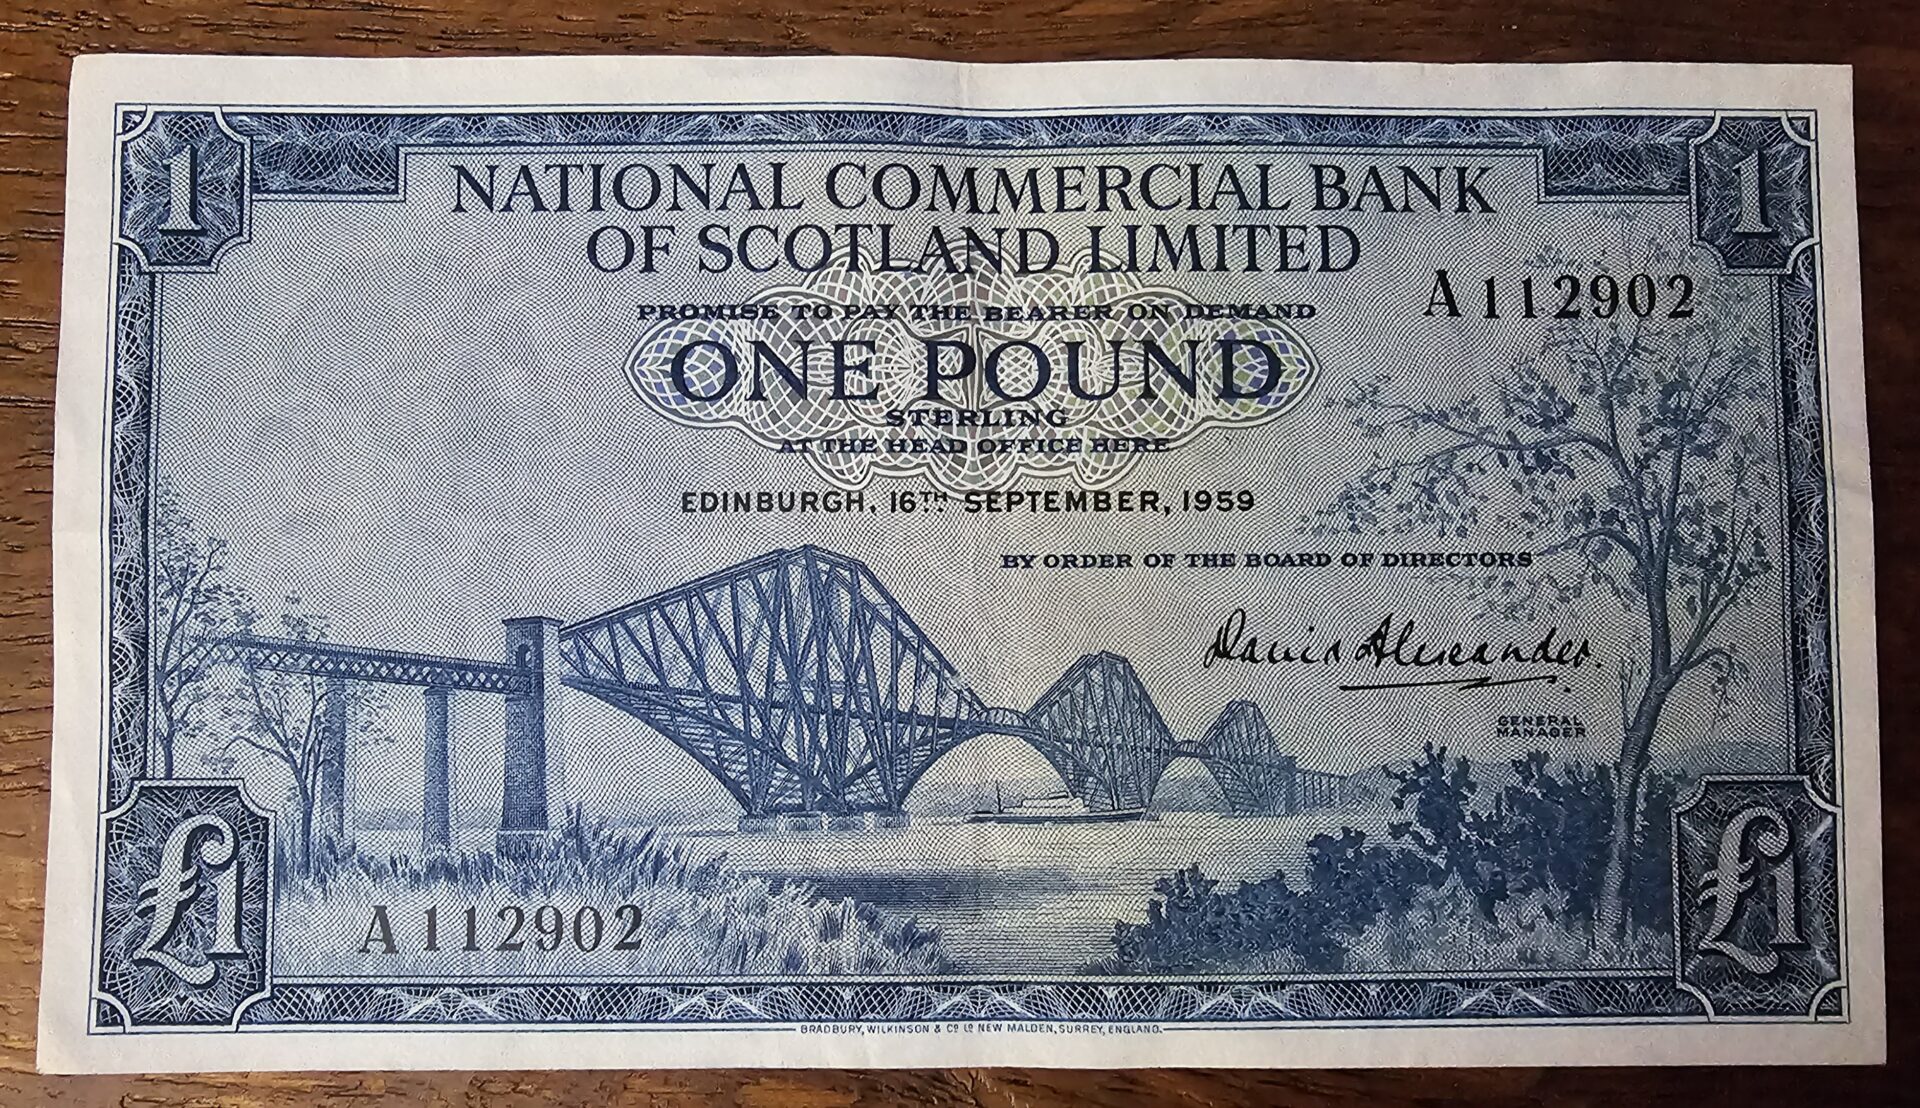 1
1
NATIONAL COMMERCIAL BANK
OF SCOTLAND LIMITED
A112902
PROMISE TO PAY THE BEARER ON DEMAND
ONE POUND
STERLING
AT THE HEAD OFFICE HERE
EDINBURGH, 16TH SEPTEMBER, 1959
BY ORDER OF THE BOARD OF DIRECTORS
David Alexander.
GENERAL
MANAGER
£1
A112902
£1
BRADBURY, WILKINSON & Co Ld NEW MALDEN, SURREY, ENGLAND.